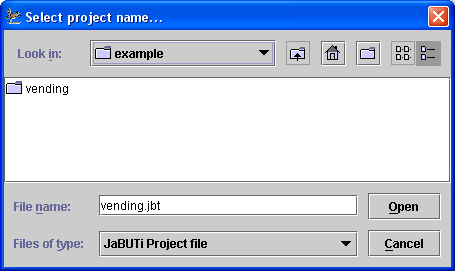 Select project name...
Look in: example
vending
File name: vending.jbt Open
Files of type: JaBUTi Project file Cancel